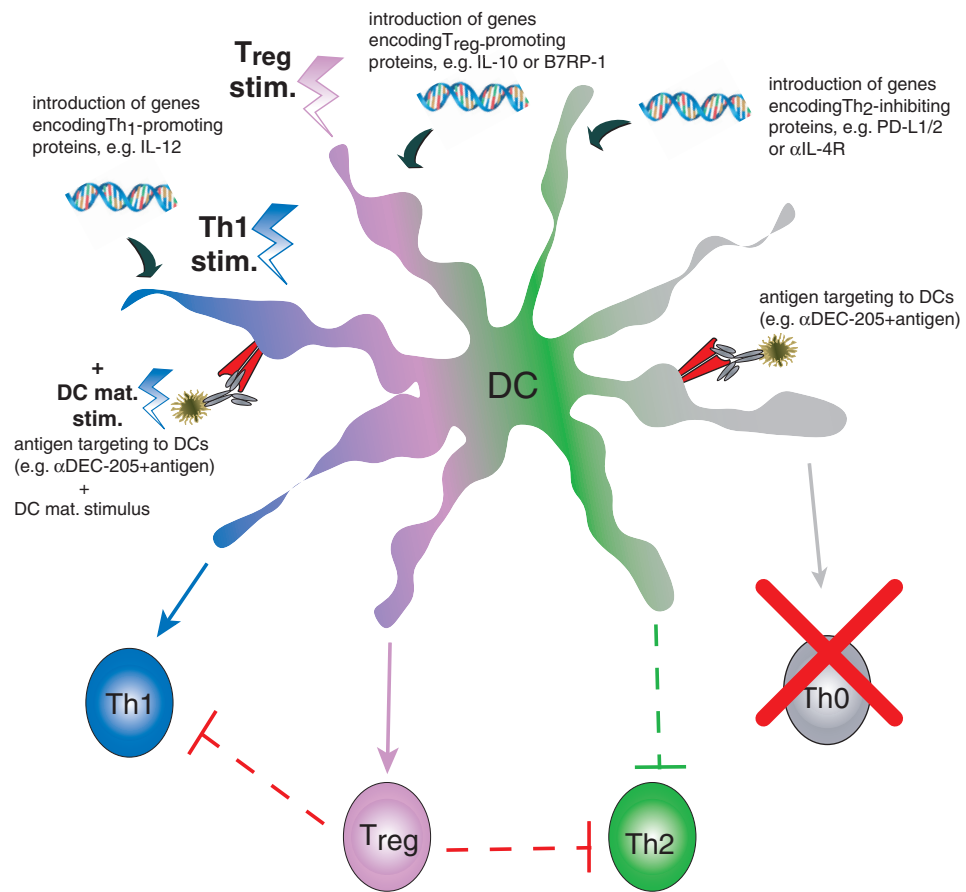 introduction of genes
encodingTreg-promoting
proteins, e.g. IL-10 or B7RP-1
Treg
stim.
introduction of genes
encodingTh2-inhibiting
proteins, e.g. PD-L1/2
or αIL-4R
introduction of genes
encodingTh1-promoting
proteins, e.g. IL-12
Th1
stim.
antigen targeting to DCs
(e.g. αDEC-205+antigen)
DC
+
DC mat.
stim.
antigen targeting to DCs
(e.g. αDEC-205+antigen)
+
DC mat. stimulus
Th1
Th0
Treg
Th2